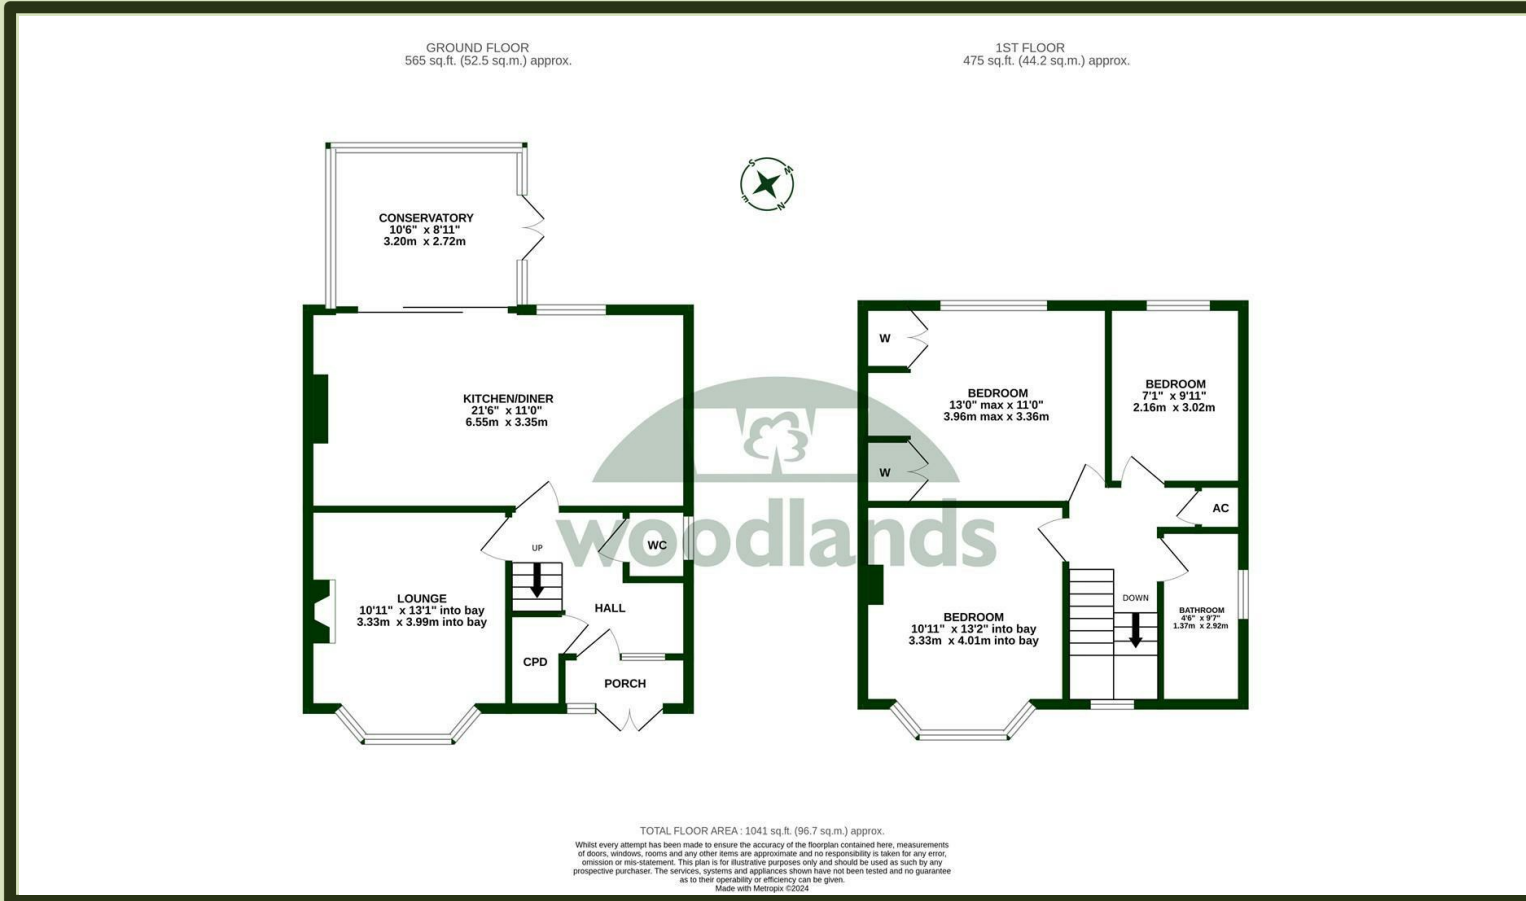 GROUND FLOOR
565 sq.ft. (52.5 sq.m.) approx.
1ST FLOOR
475 sq.ft. (44.2 sq.m.) approx.
S
W
E
N
CONSERVATORY
10'6" x 8'11"
3.20m x 2.72m
KITCHEN/DINER
21'6" x 11'0"
6.55m x 3.35m
W
BEDROOM
13'0" max x 11'0"
3.96m max x 3.36m
W
BEDROOM
7'1" x 9'11"
2.16m x 3.02m
AC
woodlands
UP
WC
LOUNGE
10'11" x 13'1" into bay
3.33m x 3.99m into bay
HALL
CPD
PORCH
DOWN
BEDROOM
10'11" x 13'2" into bay
3.33m x 4.01m into bay
BATHROOM
4'6" x 9'7"
1.37m x 2.92m
TOTAL FLOOR AREA : 1041 sq.ft. (96.7 sq.m.) approx.
Whilst every attempt has been made to ensure the accuracy of the floorplan contained here, measurements
of doors, windows, rooms and any other items are approximate and no responsibility is taken for any error,
omission or mis-statement. This plan is for illustrative purposes only and should be used as such by any
prospective purchaser. The services, systems and appliances shown have not been tested and no guarantee
as to their operability or efficiency can be given.
Made with Metropix ©2024